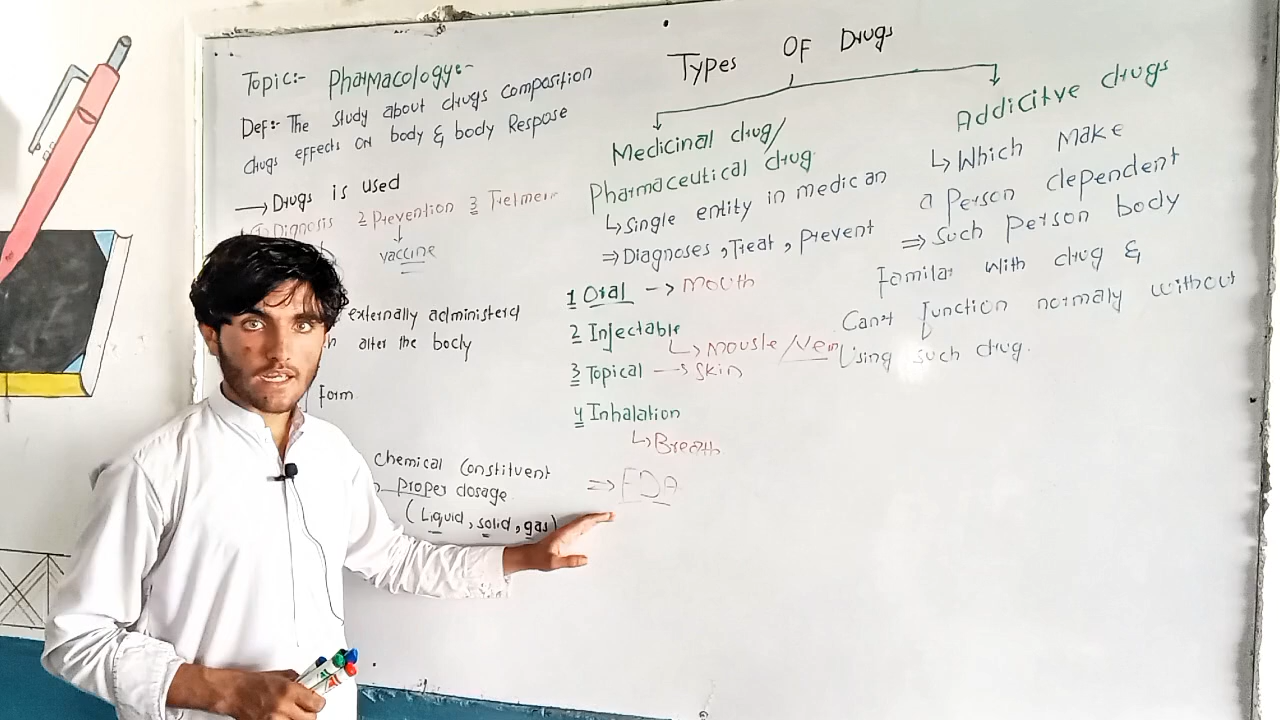 Topic:- Pharmacology:-
Def:- The study about drugs composition
drugs effects on body & body Respose
→ Drugs is used
① Dignosis 2 Prevention 3
↓
vaccine
externally administerd
alter the body
form
chemical constituent
proper dosage
(Liquid, solid, gas)
Types OF Drugs
Medicinal drug/
Pharmaceutical drug
↳ Single entity in medican
⇒ Diagnoses, Treat, prevent
1 Oral --> Mouth
2 Injectable
↳ Mousle/vein
3 Topical --> Skin
4 Inhalation
↳ Breath
⇒ FDA
Addicitve drugs
↳ Which Make
a Person dependent
⇒ Such Person body
Familar with drug &
Can't function normaly without
Using such drug.